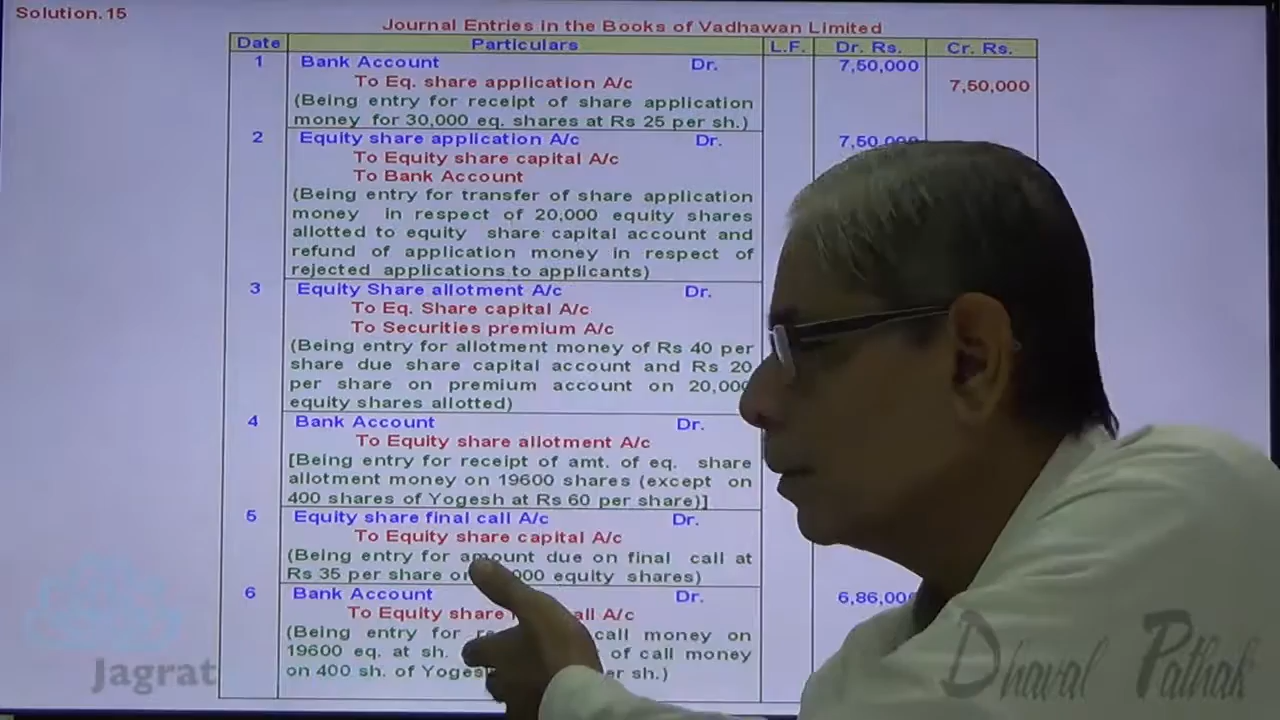 Solution.15
Journal Entries in the Books of Vadhawan Limited
Date Particulars L.F. Dr. Rs. Cr. Rs.
1 Bank Account Dr. 7,50,000
To Eq. share application A/c 7,50,000
(Being entry for receipt of share application
money for 30,000 eq. shares at Rs 25 per sh.)
2 Equity share application A/c Dr. 7,50,000
To Equity share capital A/c
To Bank Account
(Being entry for transfer of share application
money in respect of 20,000 equity shares
allotted to equity share capital account and
refund of application money in respect of
rejected applications to applicants)
3 Equity Share allotment A/c Dr.
To Eq. Share capital A/c
To Securities premium A/c
(Being entry for allotment money of Rs 40 per
share due share capital account and Rs 20
per share on premium account on 20,000
equity shares allotted)
4 Bank Account Dr.
To Equity share allotment A/c
[Being entry for receipt of amt. of eq. share
allotment money on 19600 shares (except on
400 shares of Yogesh at Rs 60 per share)]
5 Equity share final call A/c Dr.
To Equity share capital A/c
(Being entry for amount due on final call at
Rs 35 per share on 000 equity shares)
6 Bank Account Dr. 6,86,000
To Equity share all A/c
(Being entry for call money on
19600 eq. at sh. of call money
on 400 sh. of Yogesh per sh.)
Jagrat
Dhaval Pathak